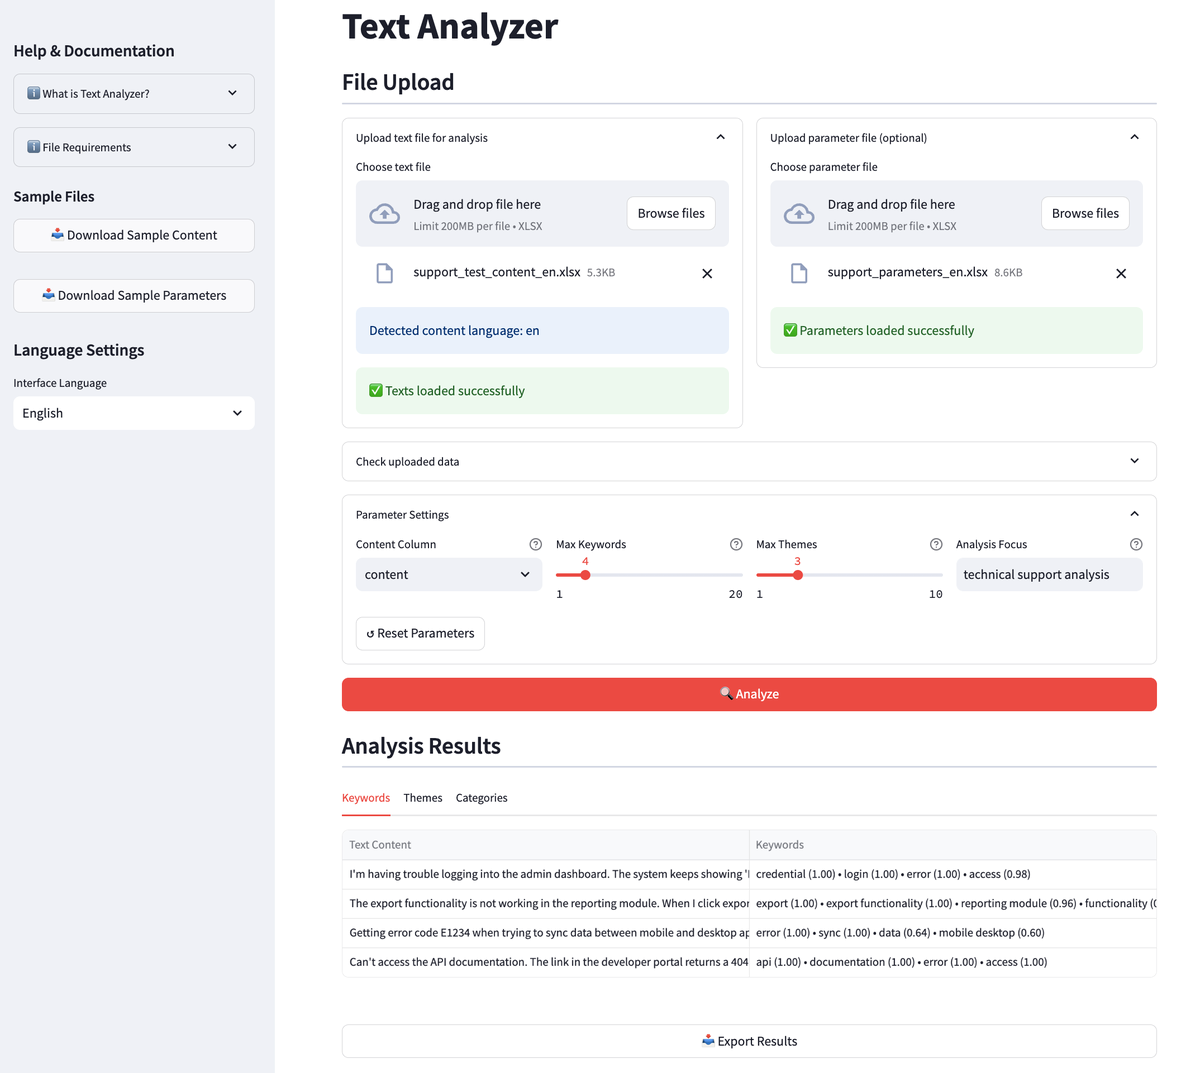 Help & Documentation
What is Text Analyzer?
File Requirements
Sample Files
Download Sample Content
Download Sample Parameters
Language Settings
Interface Language
English
Text Analyzer
File Upload
Upload text file for analysis
Choose text file
Drag and drop file here
Limit 200MB per file • XLSX
Browse files
support_test_content_en.xlsx 5.3KB
Detected content language: en
Texts loaded successfully
Upload parameter file (optional)
Choose parameter file
Drag and drop file here
Limit 200MB per file • XLSX
Browse files
support_parameters_en.xlsx 8.6KB
Parameters loaded successfully
Check uploaded data
Parameter Settings
Content Column
content
Max Keywords
4
1 20
Max Themes
3
1 10
Analysis Focus
technical support analysis
↺ Reset Parameters
Analyze
Analysis Results
Keywords Themes Categories
Text Content Keywords
I'm having trouble logging into the admin dashboard. The system keeps showing credential (1.00) • login (1.00) • error (1.00) • access (0.98)
The export functionality is not working in the reporting module. When I click export (1.00) • export functionality (1.00) • reporting module (0.96) • functionality
Getting error code E1234 when trying to sync data between mobile and desktop error (1.00) • sync (1.00) • data (0.64) • mobile desktop (0.60)
Can't access the API documentation. The link in the developer portal returns a 404 api (1.00) • documentation (1.00) • error (1.00) • access (1.00)
Export Results